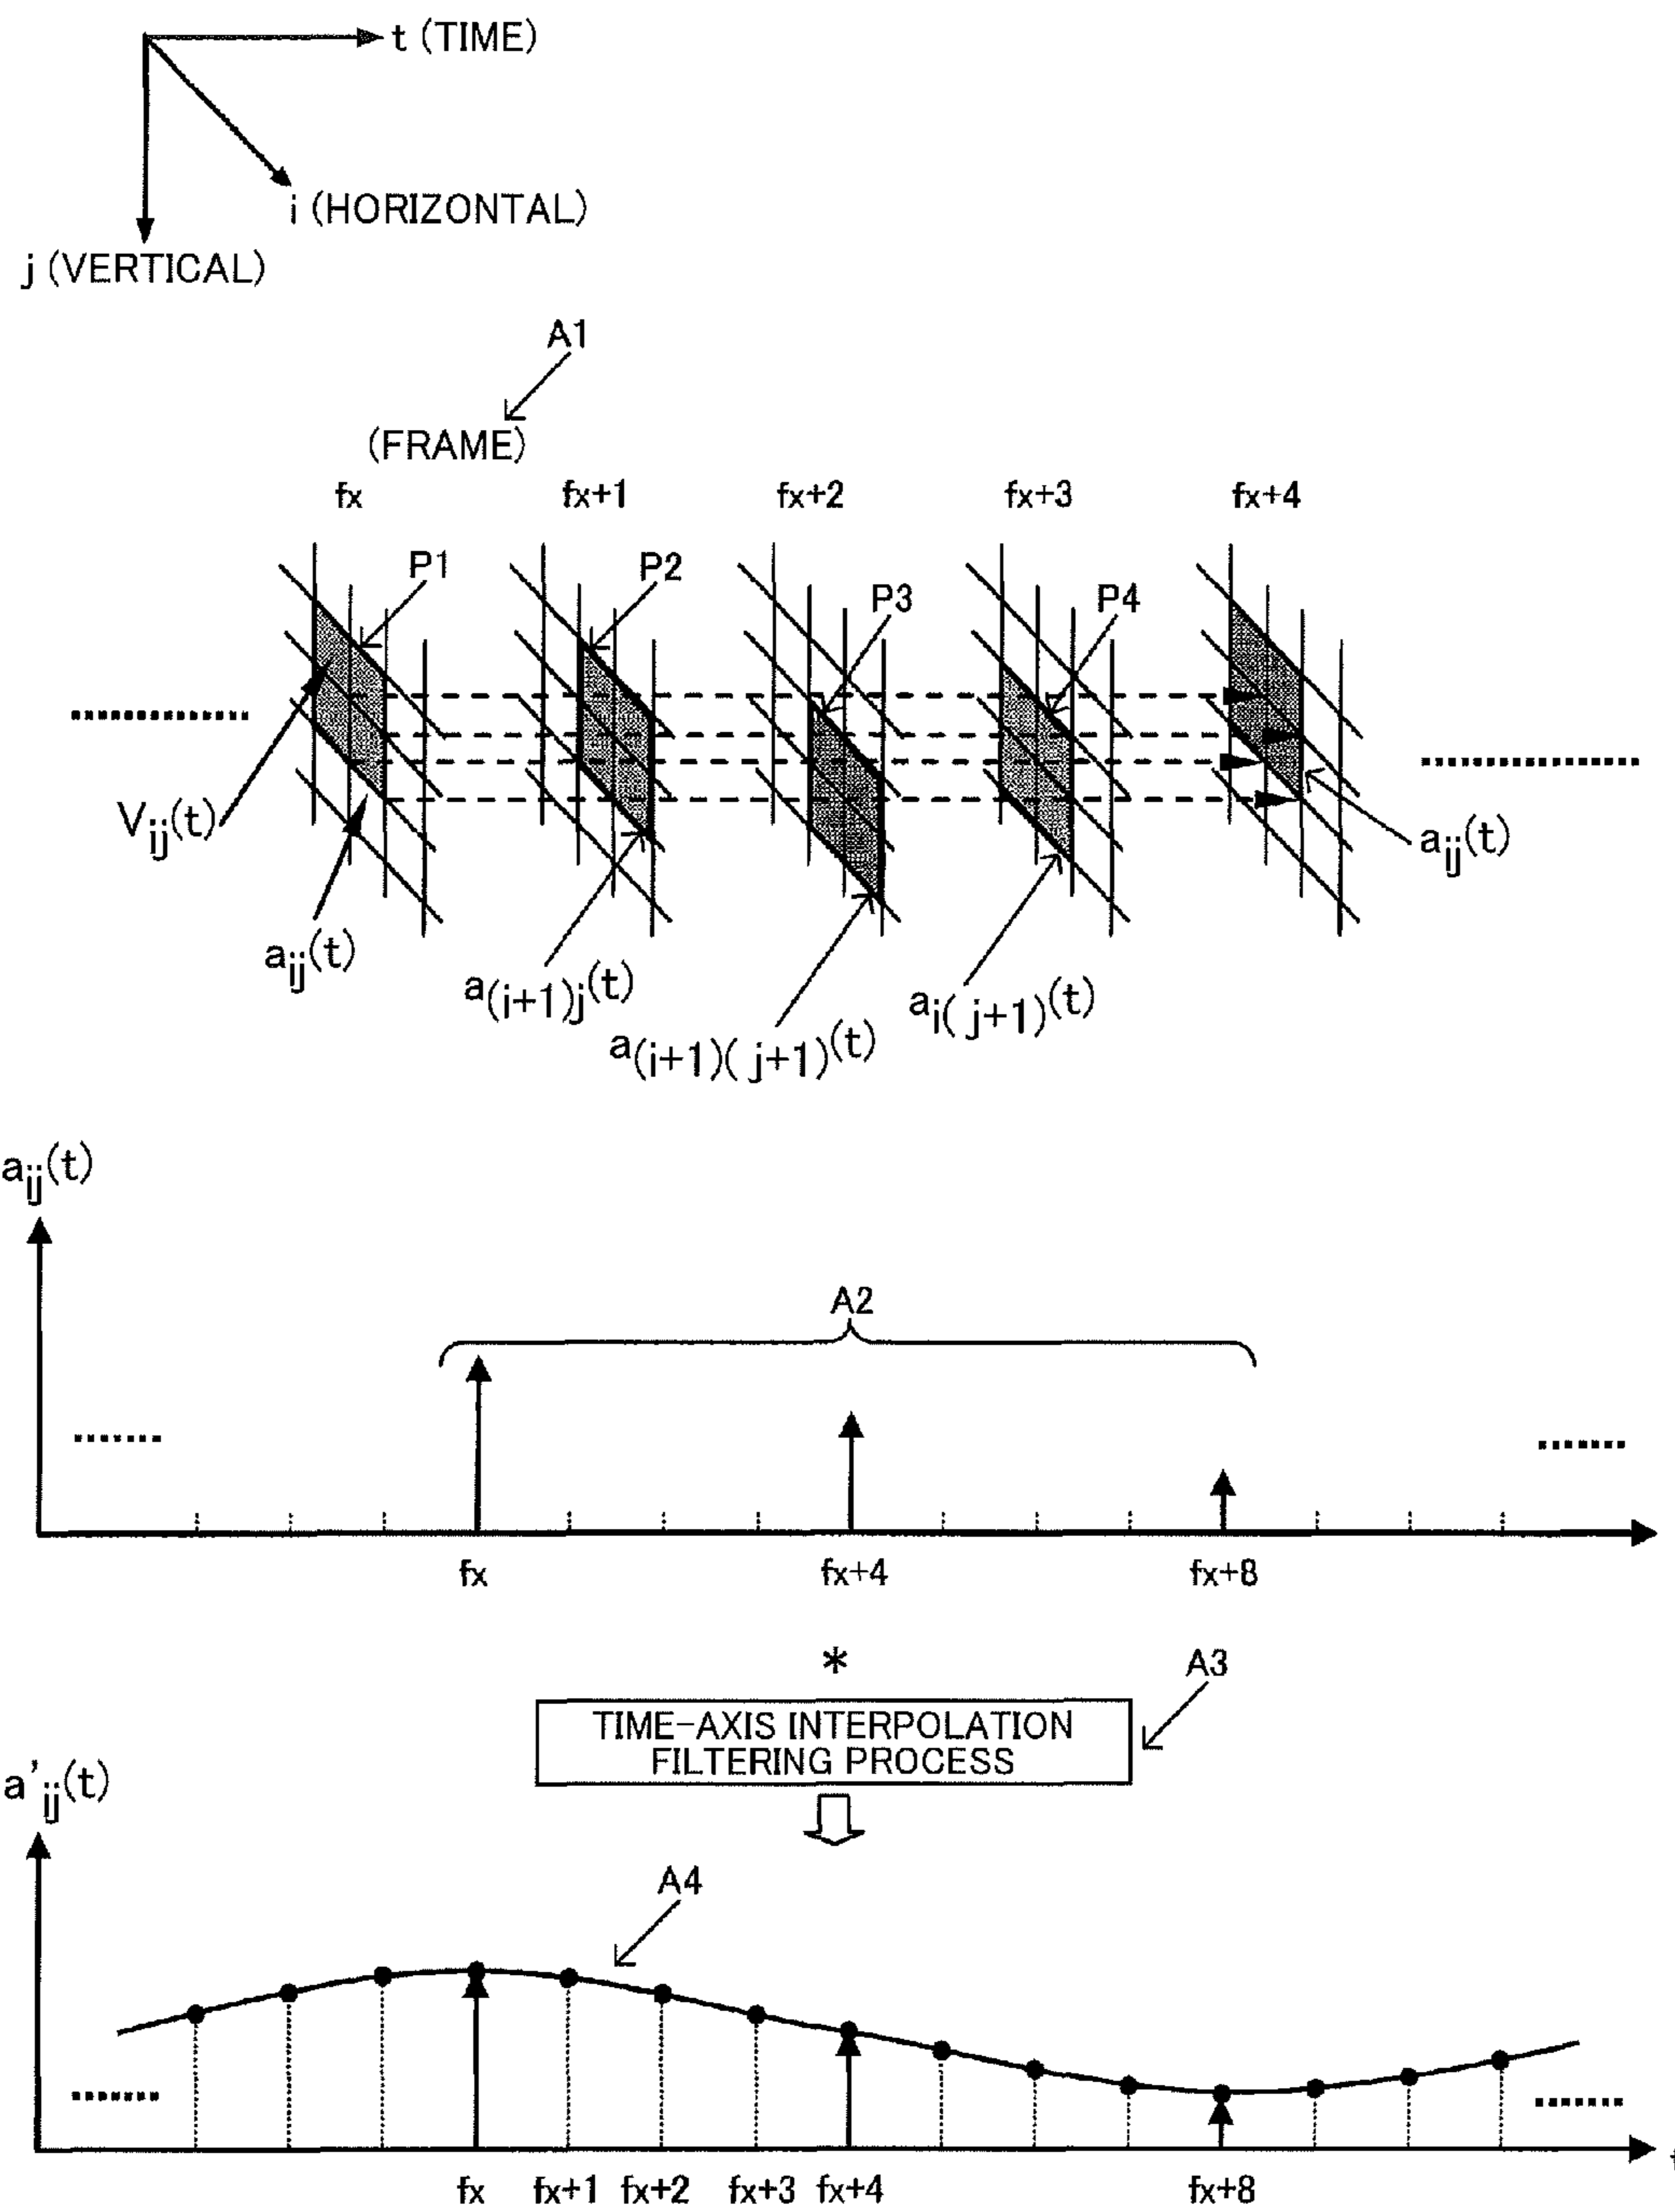 t (TIME)
i (HORIZONTAL)
j (VERTICAL)
A1
(FRAME)
fx fx+1 fx+2 fx+3 fx+4
P1 P2 P3 P4
Vij(t)
aij(t)
aij(t)
a(i+1)j(t)
a(i+1)(j+1)(t)
ai(j+1)(t)
aij(t)
A2
fx fx+4 fx+8
*
A3
TIME-AXIS INTERPOLATION
FILTERING PROCESS
a'ij(t)
A4
fx fx+1 fx+2 fx+3 fx+4 fx+8